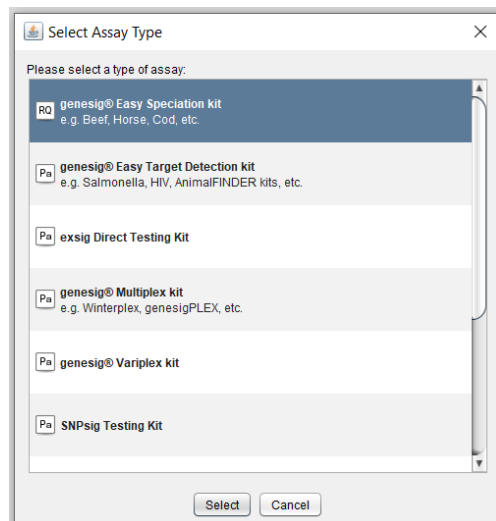 Select Assay Type
Please select a type of assay:
RQ genesig® Easy Speciation kit
e.g. Beef, Horse, Cod, etc.
Pa genesig® Easy Target Detection kit
e.g. Salmonella, HIV, AnimalFINDER kits, etc.
Pa exsig Direct Testing Kit
Pa genesig® Multiplex kit
e.g. Winterplex, genesigPLEX, etc.
Pa genesig® Variplex kit
Pa SNPsig Testing Kit
Select Cancel